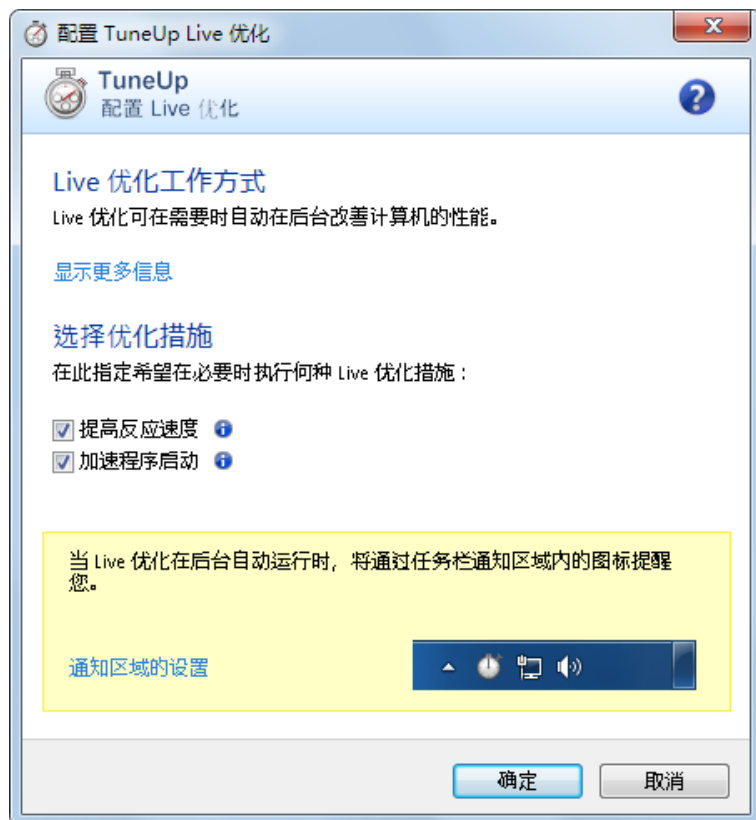 配置 TuneUp Live 优化
TuneUp
配置 Live 优化
Live 优化工作方式
Live 优化可在需要时自动在后台改善计算机的性能。
显示更多信息
选择优化措施
在此指定希望在必要时执行何种 Live 优化措施：
提高反应速度
加速程序启动
当 Live 优化在后台自动运行时，将通过任务栏通知区域内的图标提醒
您。
通知区域的设置
确定 取消